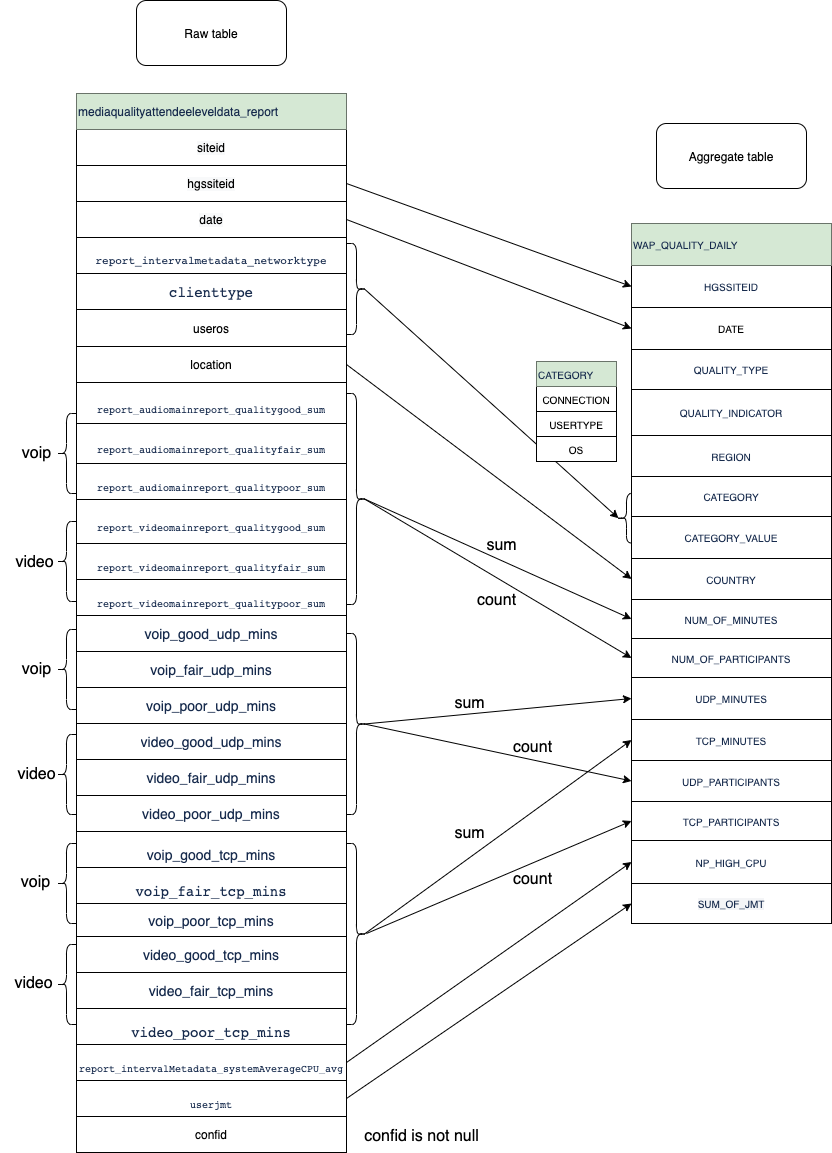 Raw table
mediaqualityattendeeleveldata_report
siteid
hgssiteid
date
report_intervalmetadata_networktype
clienttype
useros
location
report_audiomainreport_qualitygood_sum
report_audiomainreport_qualityfair_sum
report_audiomainreport_qualitypoor_sum
report_videomainreport_qualitygood_sum
report_videomainreport_qualityfair_sum
report_videomainreport_qualitypoor_sum
voip_good_udp_mins
voip_fair_udp_mins
voip_poor_udp_mins
video_good_udp_mins
video_fair_udp_mins
video_poor_udp_mins
voip_good_tcp_mins
voip_fair_tcp_mins
voip_poor_tcp_mins
video_good_tcp_mins
video_fair_tcp_mins
video_poor_tcp_mins
report_intervalMetadata_systemAverageCPU_avg
userjmt
confid
voip
video
voip
video
voip
video
confid is not null
sum
count
sum
count
sum
count
CATEGORY
CONNECTION
USERTYPE
OS
Aggregate table
WAP_QUALITY_DAILY
HGSSITEID
DATE
QUALITY_TYPE
QUALITY_INDICATOR
REGION
CATEGORY
CATEGORY_VALUE
COUNTRY
NUM_OF_MINUTES
NUM_OF_PARTICIPANTS
UDP_MINUTES
TCP_MINUTES
UDP_PARTICIPANTS
TCP_PARTICIPANTS
NP_HIGH_CPU
SUM_OF_JMT